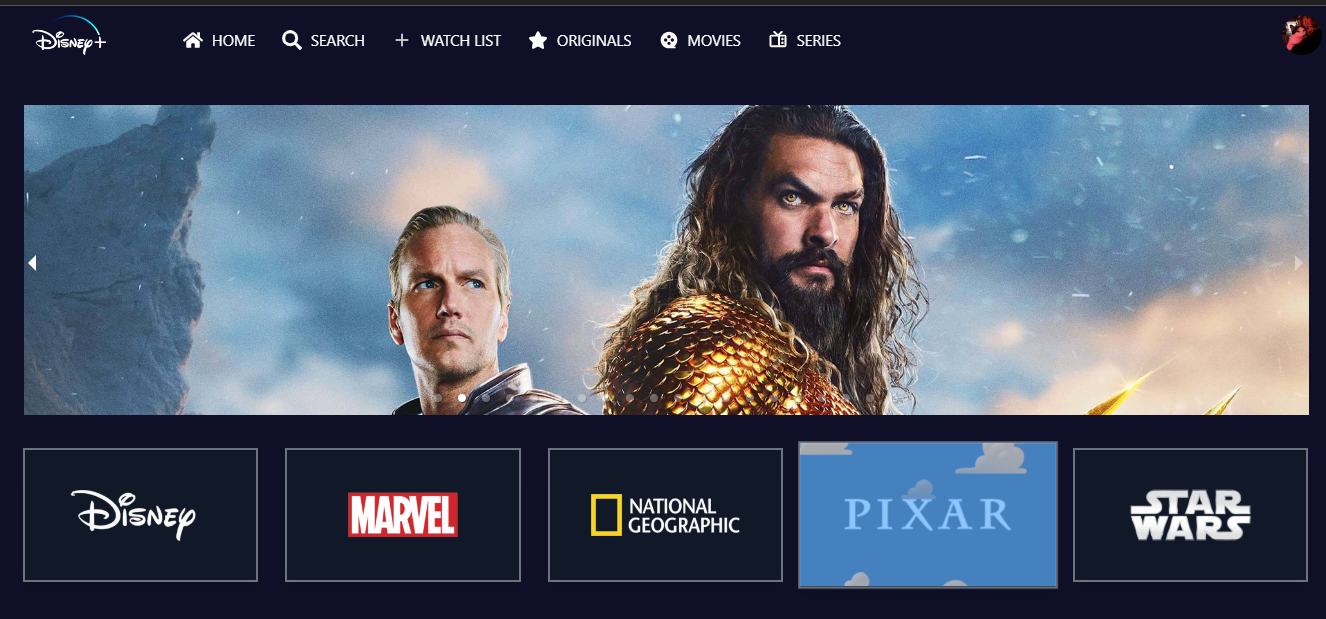 Disney+
HOME
SEARCH
WATCH LIST
ORIGINALS
MOVIES
SERIES
Disney
MARVEL
NATIONAL
GEOGRAPHIC
PIXAR
STAR
WARS